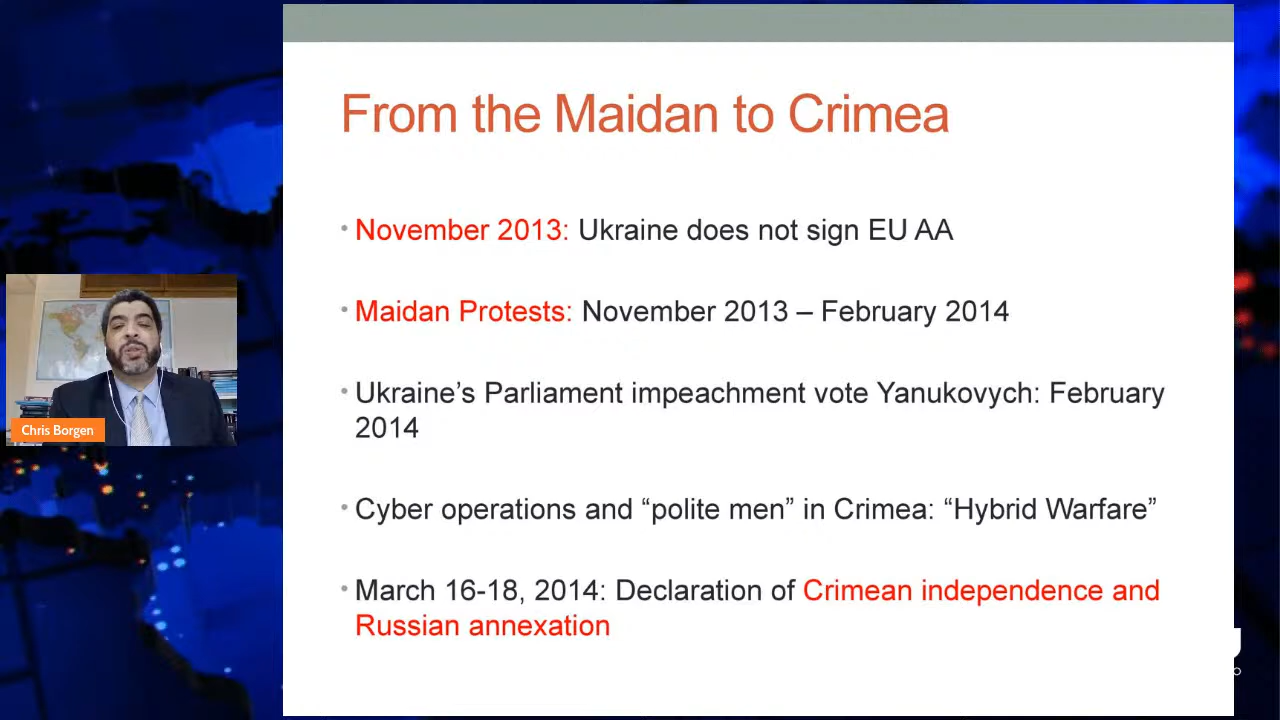 From the Maidan to Crimea
• November 2013: Ukraine does not sign EU AA
• Maidan Protests: November 2013 – February 2014
• Ukraine’s Parliament impeachment vote Yanukovych: February
2014
• Cyber operations and “polite men” in Crimea: “Hybrid Warfare”
• March 16-18, 2014: Declaration of Crimean independence and
Russian annexation
Chris Borgen